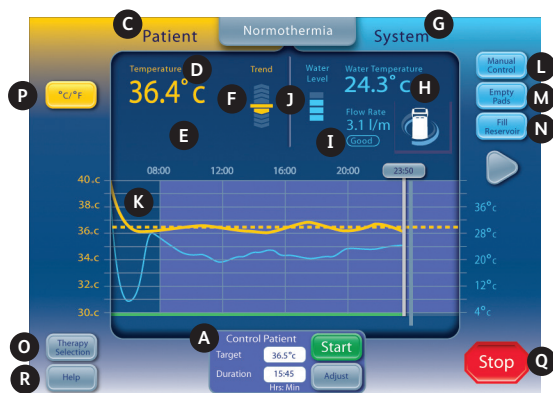 C
Patient
Normothermia
System
G
Temperature
D
36.4°c
E
F
Trend
J
Water
Level
Water Temperature
24.3°c
H
Flow Rate
3.1 l/m
I
Good
P
°C/°F
Manual
Control
L
Empty
Pads
M
Fill
Reservoir
N
08:00
12:00
16:00
20:00
23:50
K
40.c
38.c
36.c
34.c
32.c
30.c
36°c
28°c
20°c
12°c
4°c
O
Therapy
Selection
R
Help
A
Control Patient
Target
36.5°c
Start
Duration
15:45
Adjust
Hrs: Min
Stop
Q